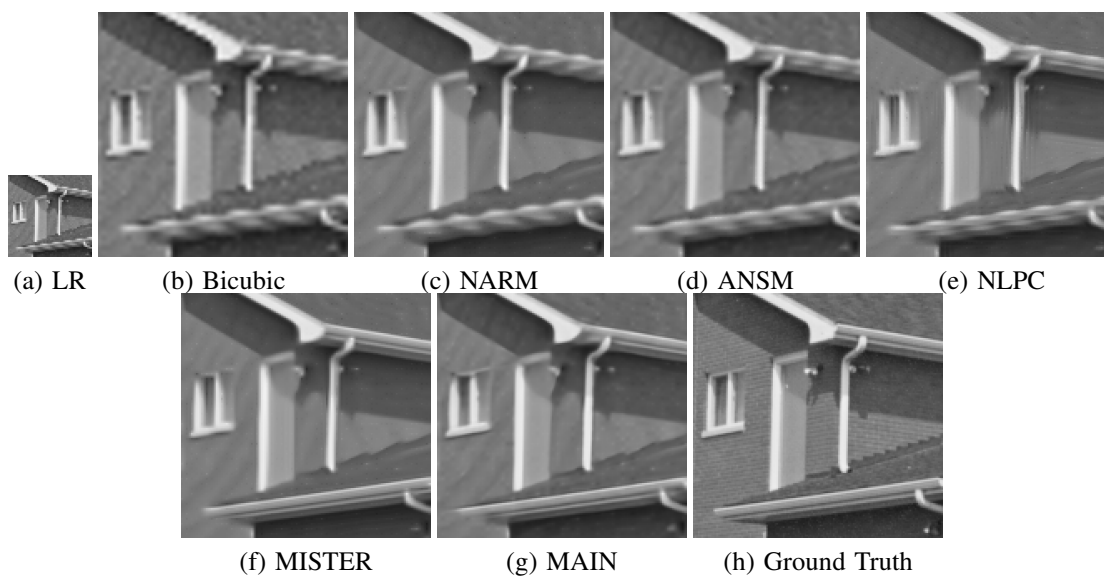 (a) LR
(b) Bicubic
(c) NARM
(d) ANSM
(e) NLPC
(f) MISTER
(g) MAIN
(h) Ground Truth